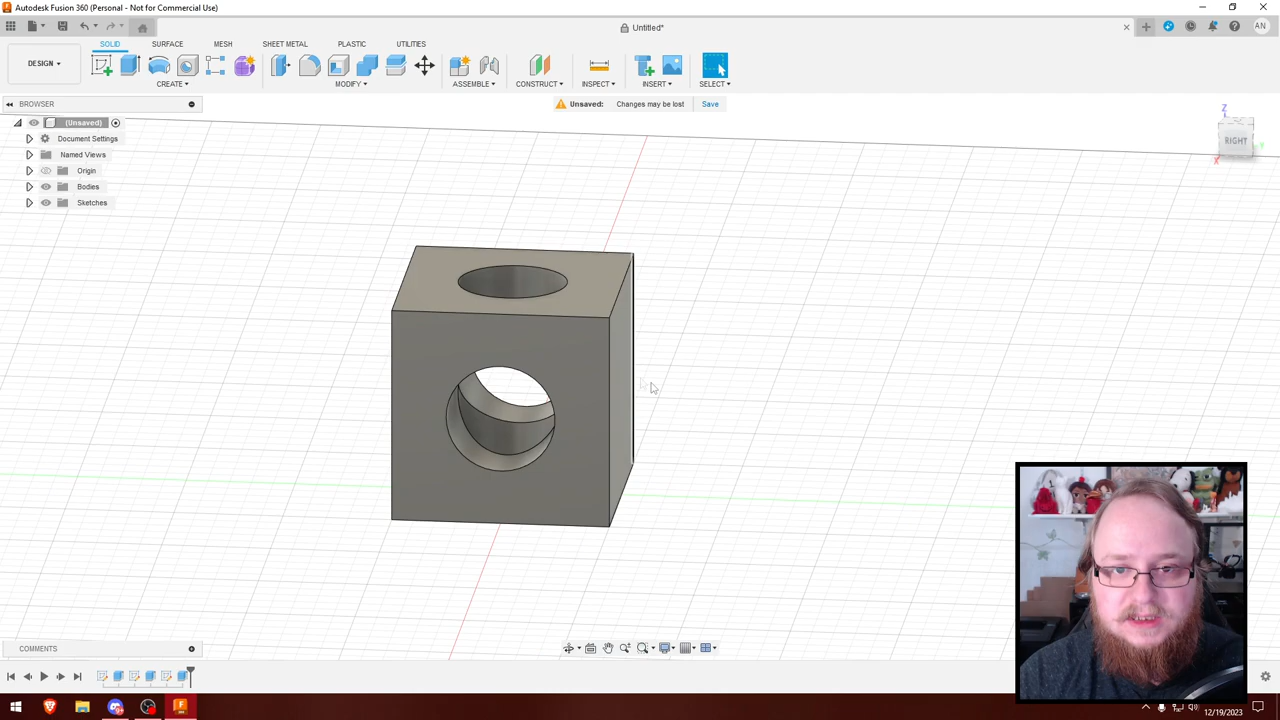 Autodesk Fusion 360 (Personal - Not for Commercial Use)
Untitled*
AN
SOLID SURFACE MESH SHEET METAL PLASTIC UTILITIES
DESIGN
CREATE MODIFY ASSEMBLE CONSTRUCT INSPECT INSERT SELECT
BROWSER
Unsaved: Changes may be lost Save
(Unsaved)
Document Settings
Named Views
Origin
Bodies
Sketches
Z
RIGHT
X
Y
COMMENTS
12/19/2023